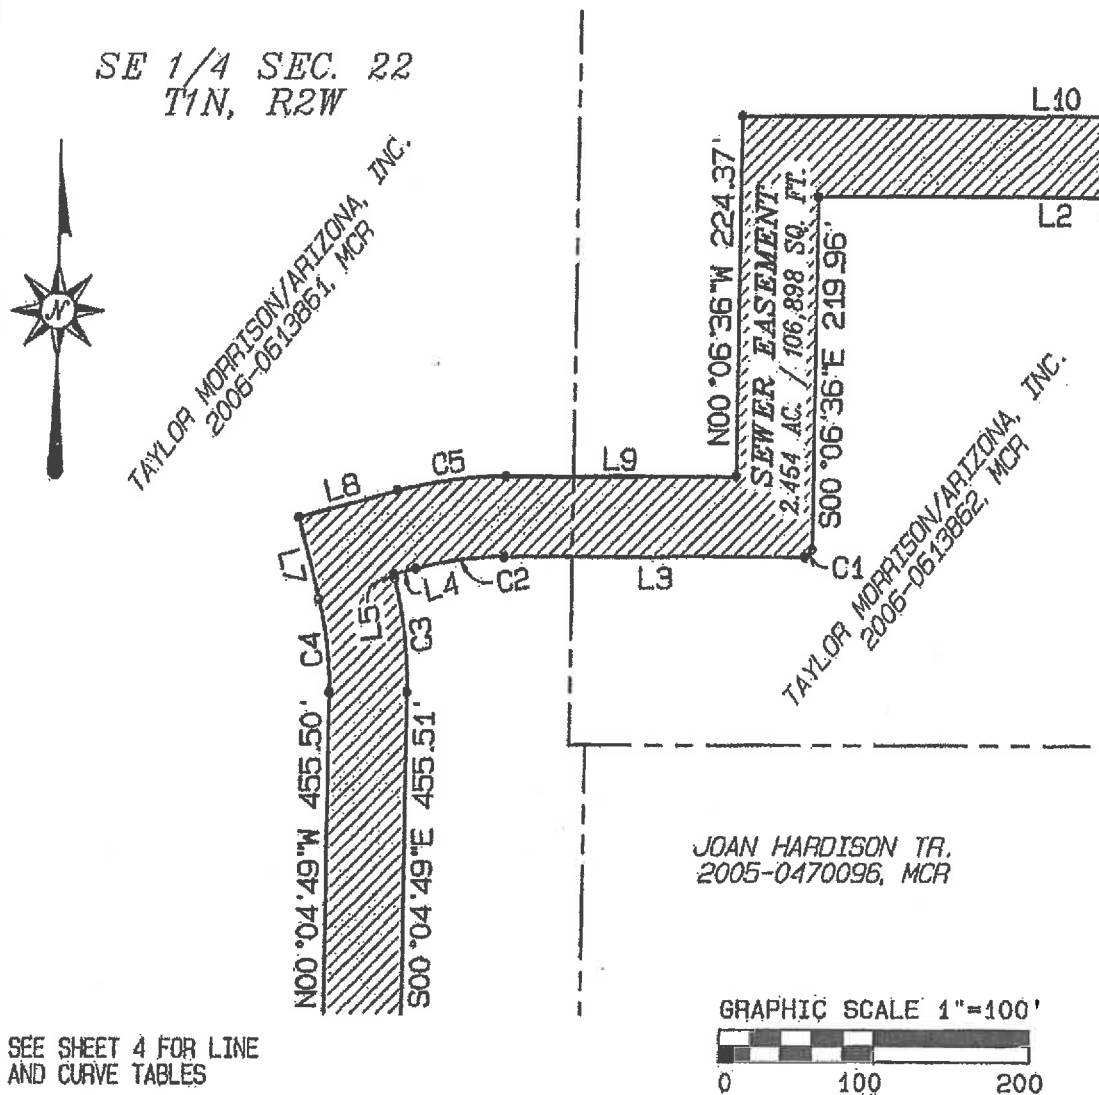 SE 1/4 SEC. 22
T1N, R2W
L10
N
TAYLOR MORRISON/ARIZONA, INC.
2006-0613861, MCR
N00°06'36"W 224.37'
SEWER EASEMENT
2.454 AC. / 106,898 SQ. FT.
S00°06'36"E 219.96'
L2
L8
C5
L9
L7
L5
L4
C2
L3
C1
C4
C3
TAYLOR MORRISON/ARIZONA, INC.
2006-0613862, MCR
N00°04'49"W 455.50'
S00°04'49"E 455.51'
JOAN HARDISON TR.
2005-0470096, MCR
SEE SHEET 4 FOR LINE
AND CURVE TABLES
GRAPHIC SCALE 1"=100'
0 100 200